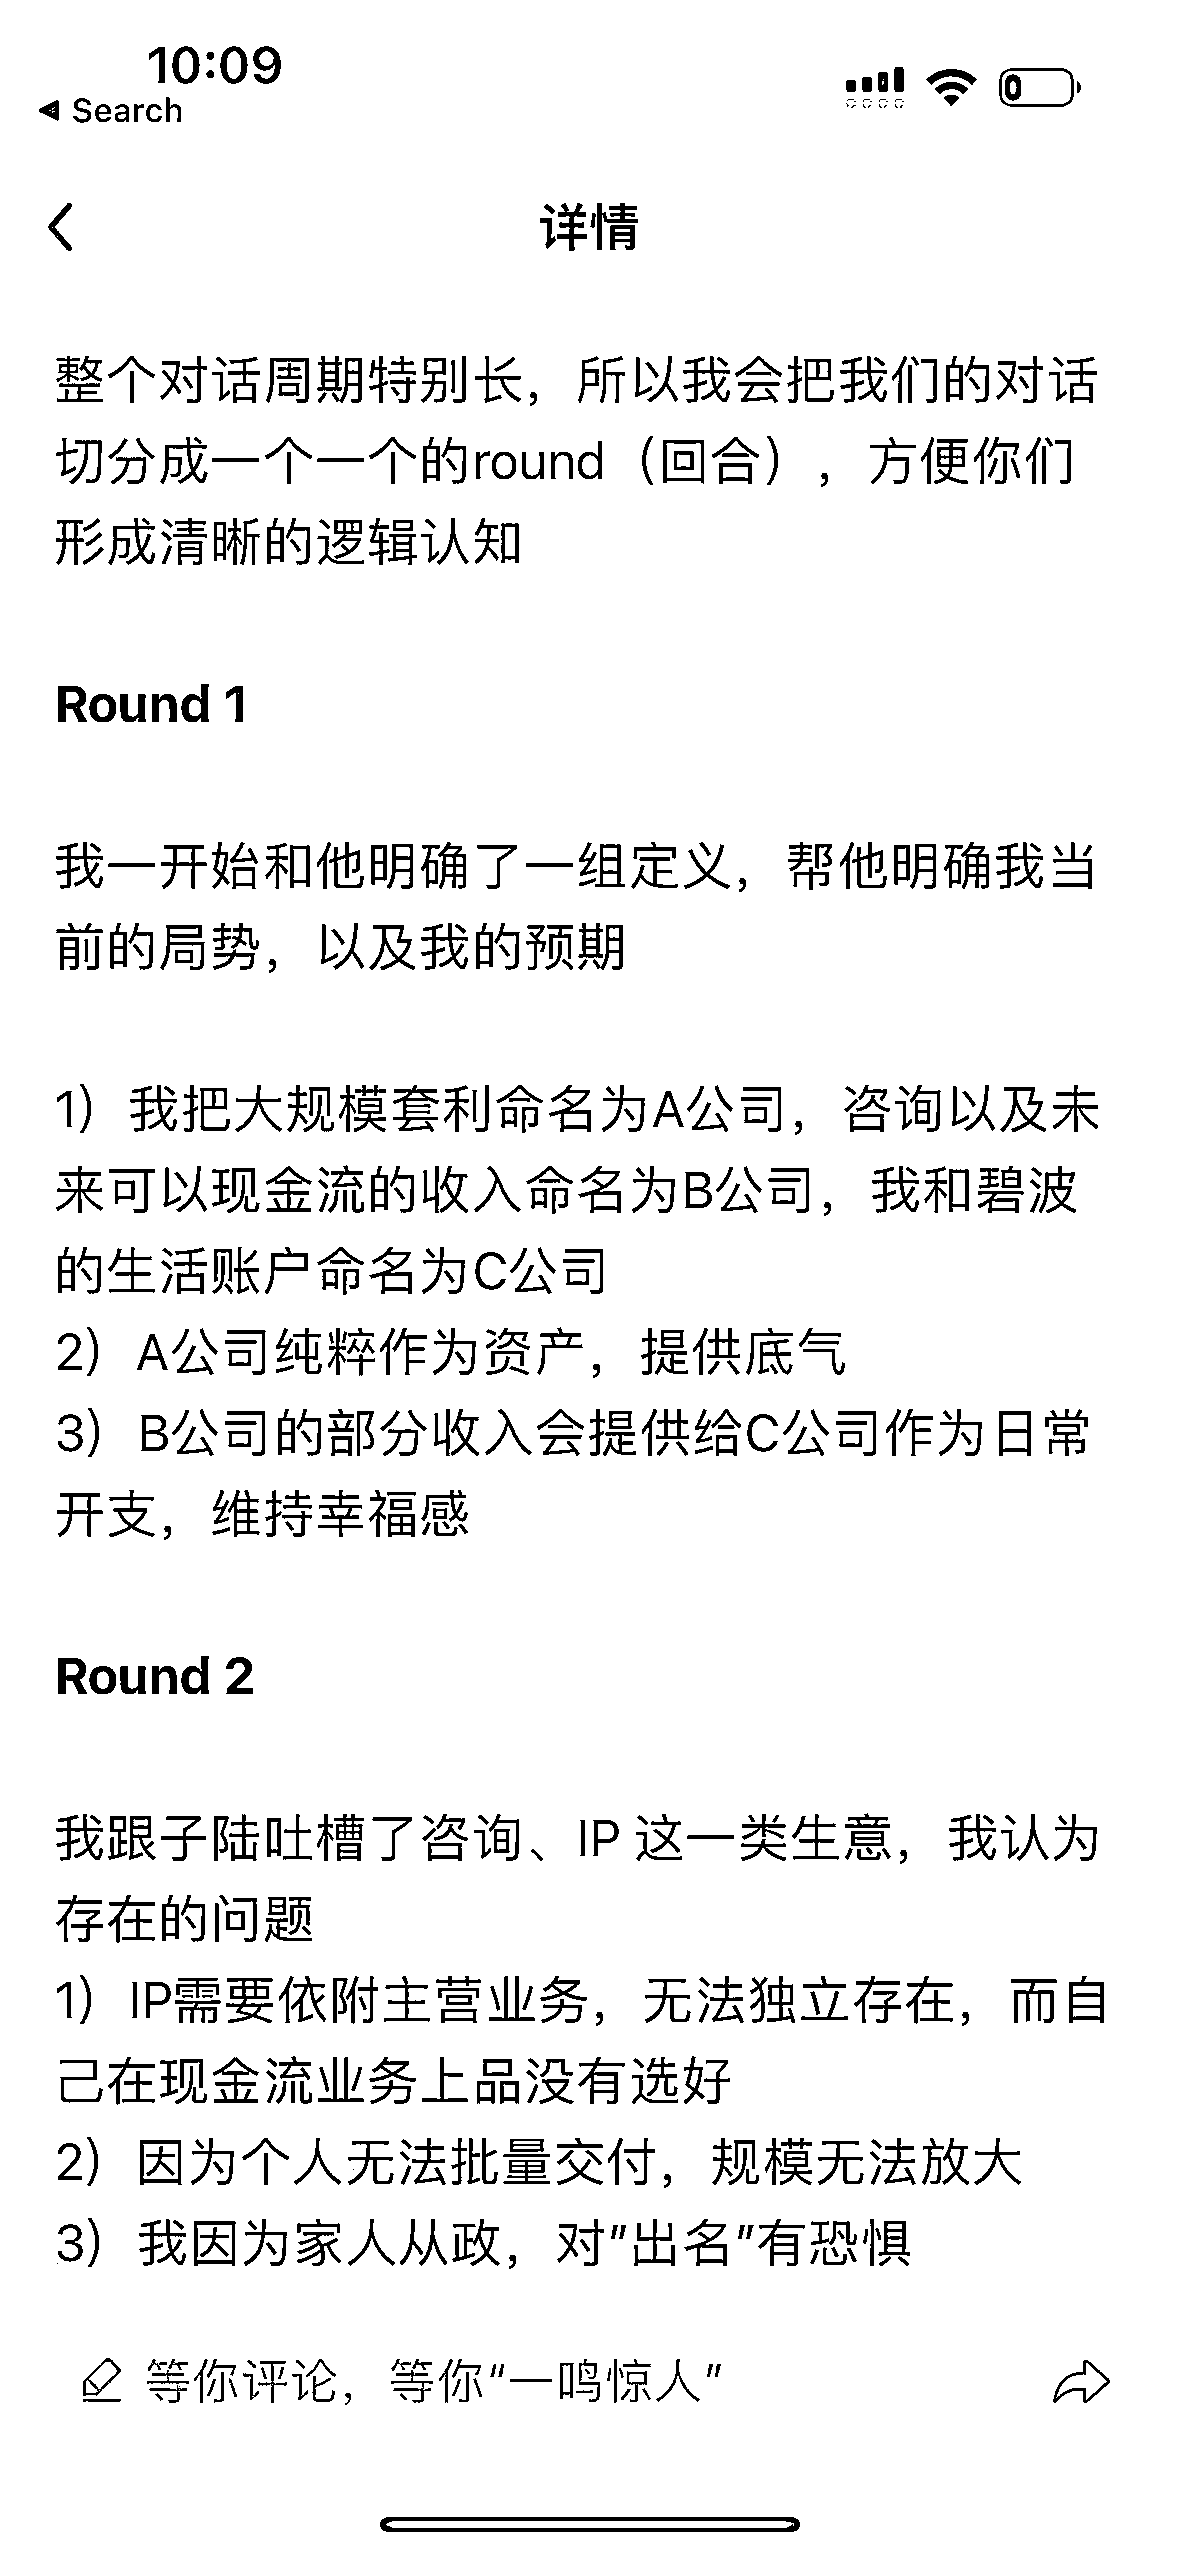 10:09
Search
详情
整个对话周期特别长，所以我会把我们的对话
切分成一个一个的round（回合），方便你们
形成清晰的逻辑认知
Round 1
我一开始和他明确了一组定义，帮他明确我当
前的局势，以及我的预期
1）我把大规模套利命名为A公司，咨询以及未
来可以现金流的收入命名为B公司，我和碧波
的生活账户命名为C公司
2）A公司纯粹作为资产，提供底气
3）B公司的部分收入会提供给C公司作为日常
开支，维持幸福感
Round 2
我跟子陆吐槽了咨询、IP 这一类生意，我认为
存在的问题
1）IP需要依附主营业务，无法独立存在，而自
己在现金流业务上品没有选好
2）因为个人无法批量交付，规模无法放大
3）我因为家人从政，对"出名"有恐惧
等你评论，等你“一鸣惊人”